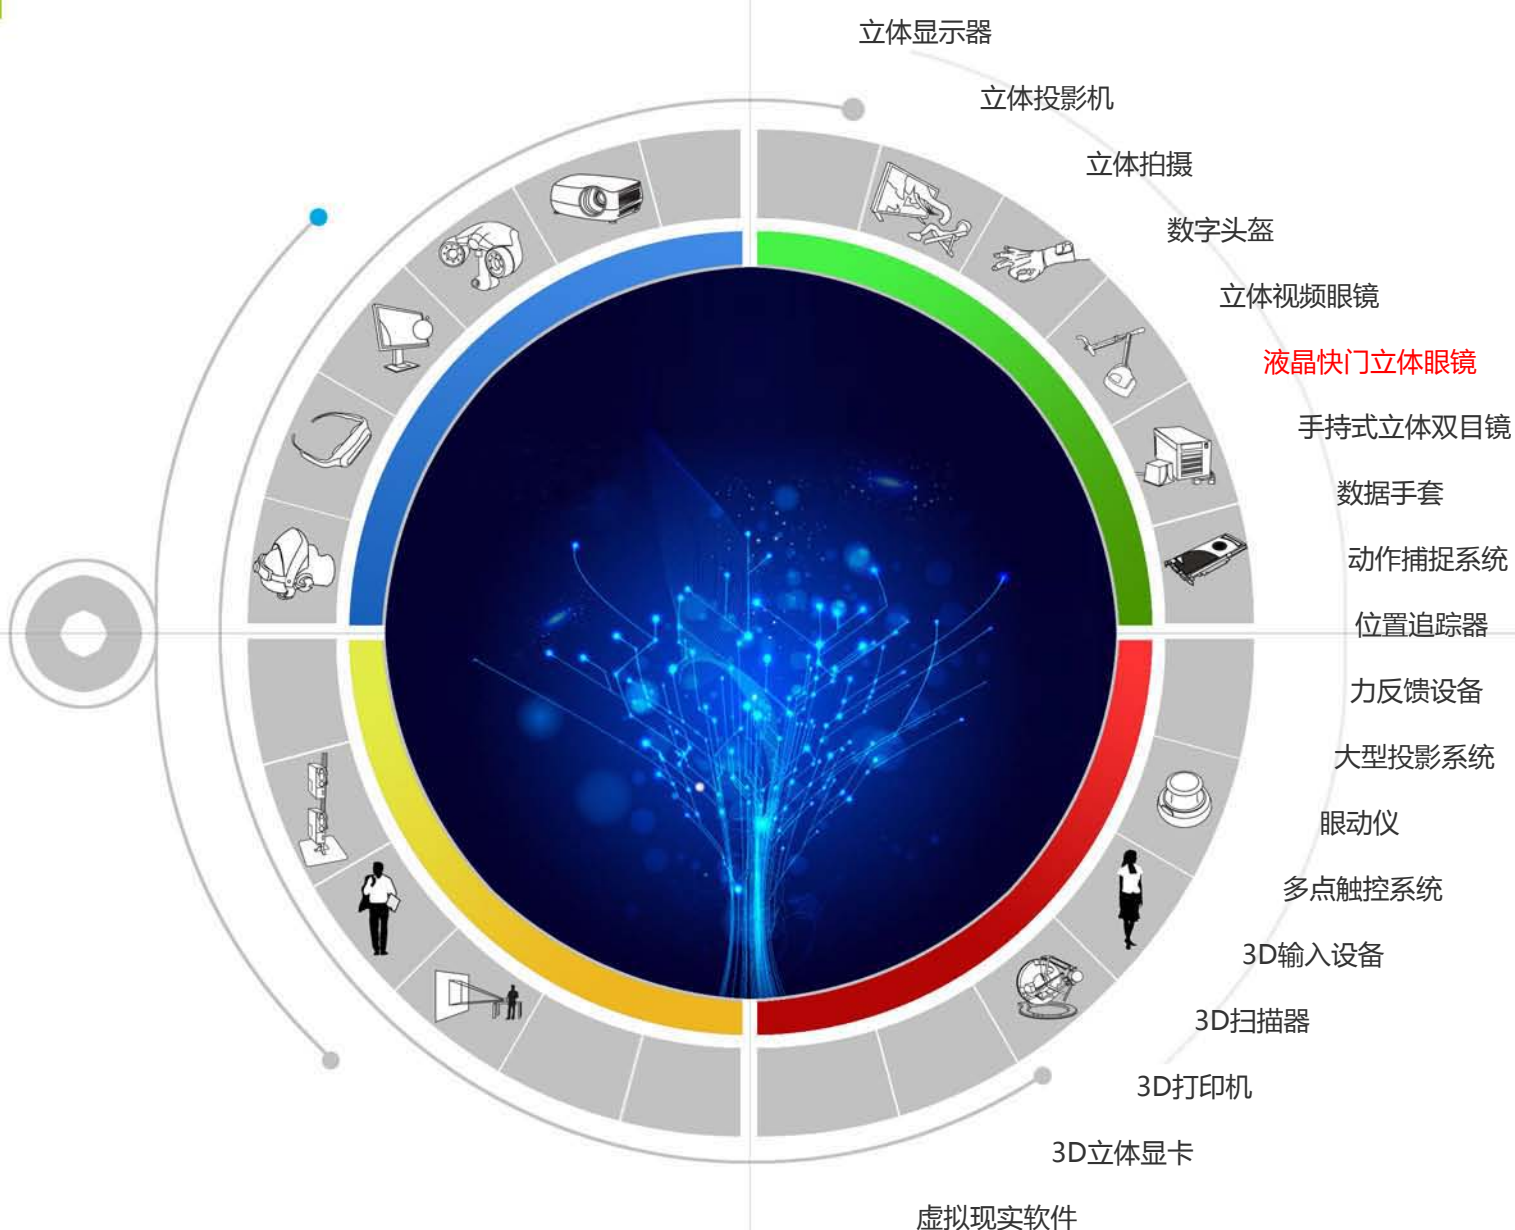 立体显示器
立体投影机
立体拍摄
数字头盔
立体视频眼镜
液晶快门立体眼镜
手持式立体双目镜
数据手套
动作捕捉系统
位置追踪器
力反馈设备
大型投影系统
眼动仪
多点触控系统
3D输入设备
3D扫描器
3D打印机
3D立体显卡
虚拟现实软件